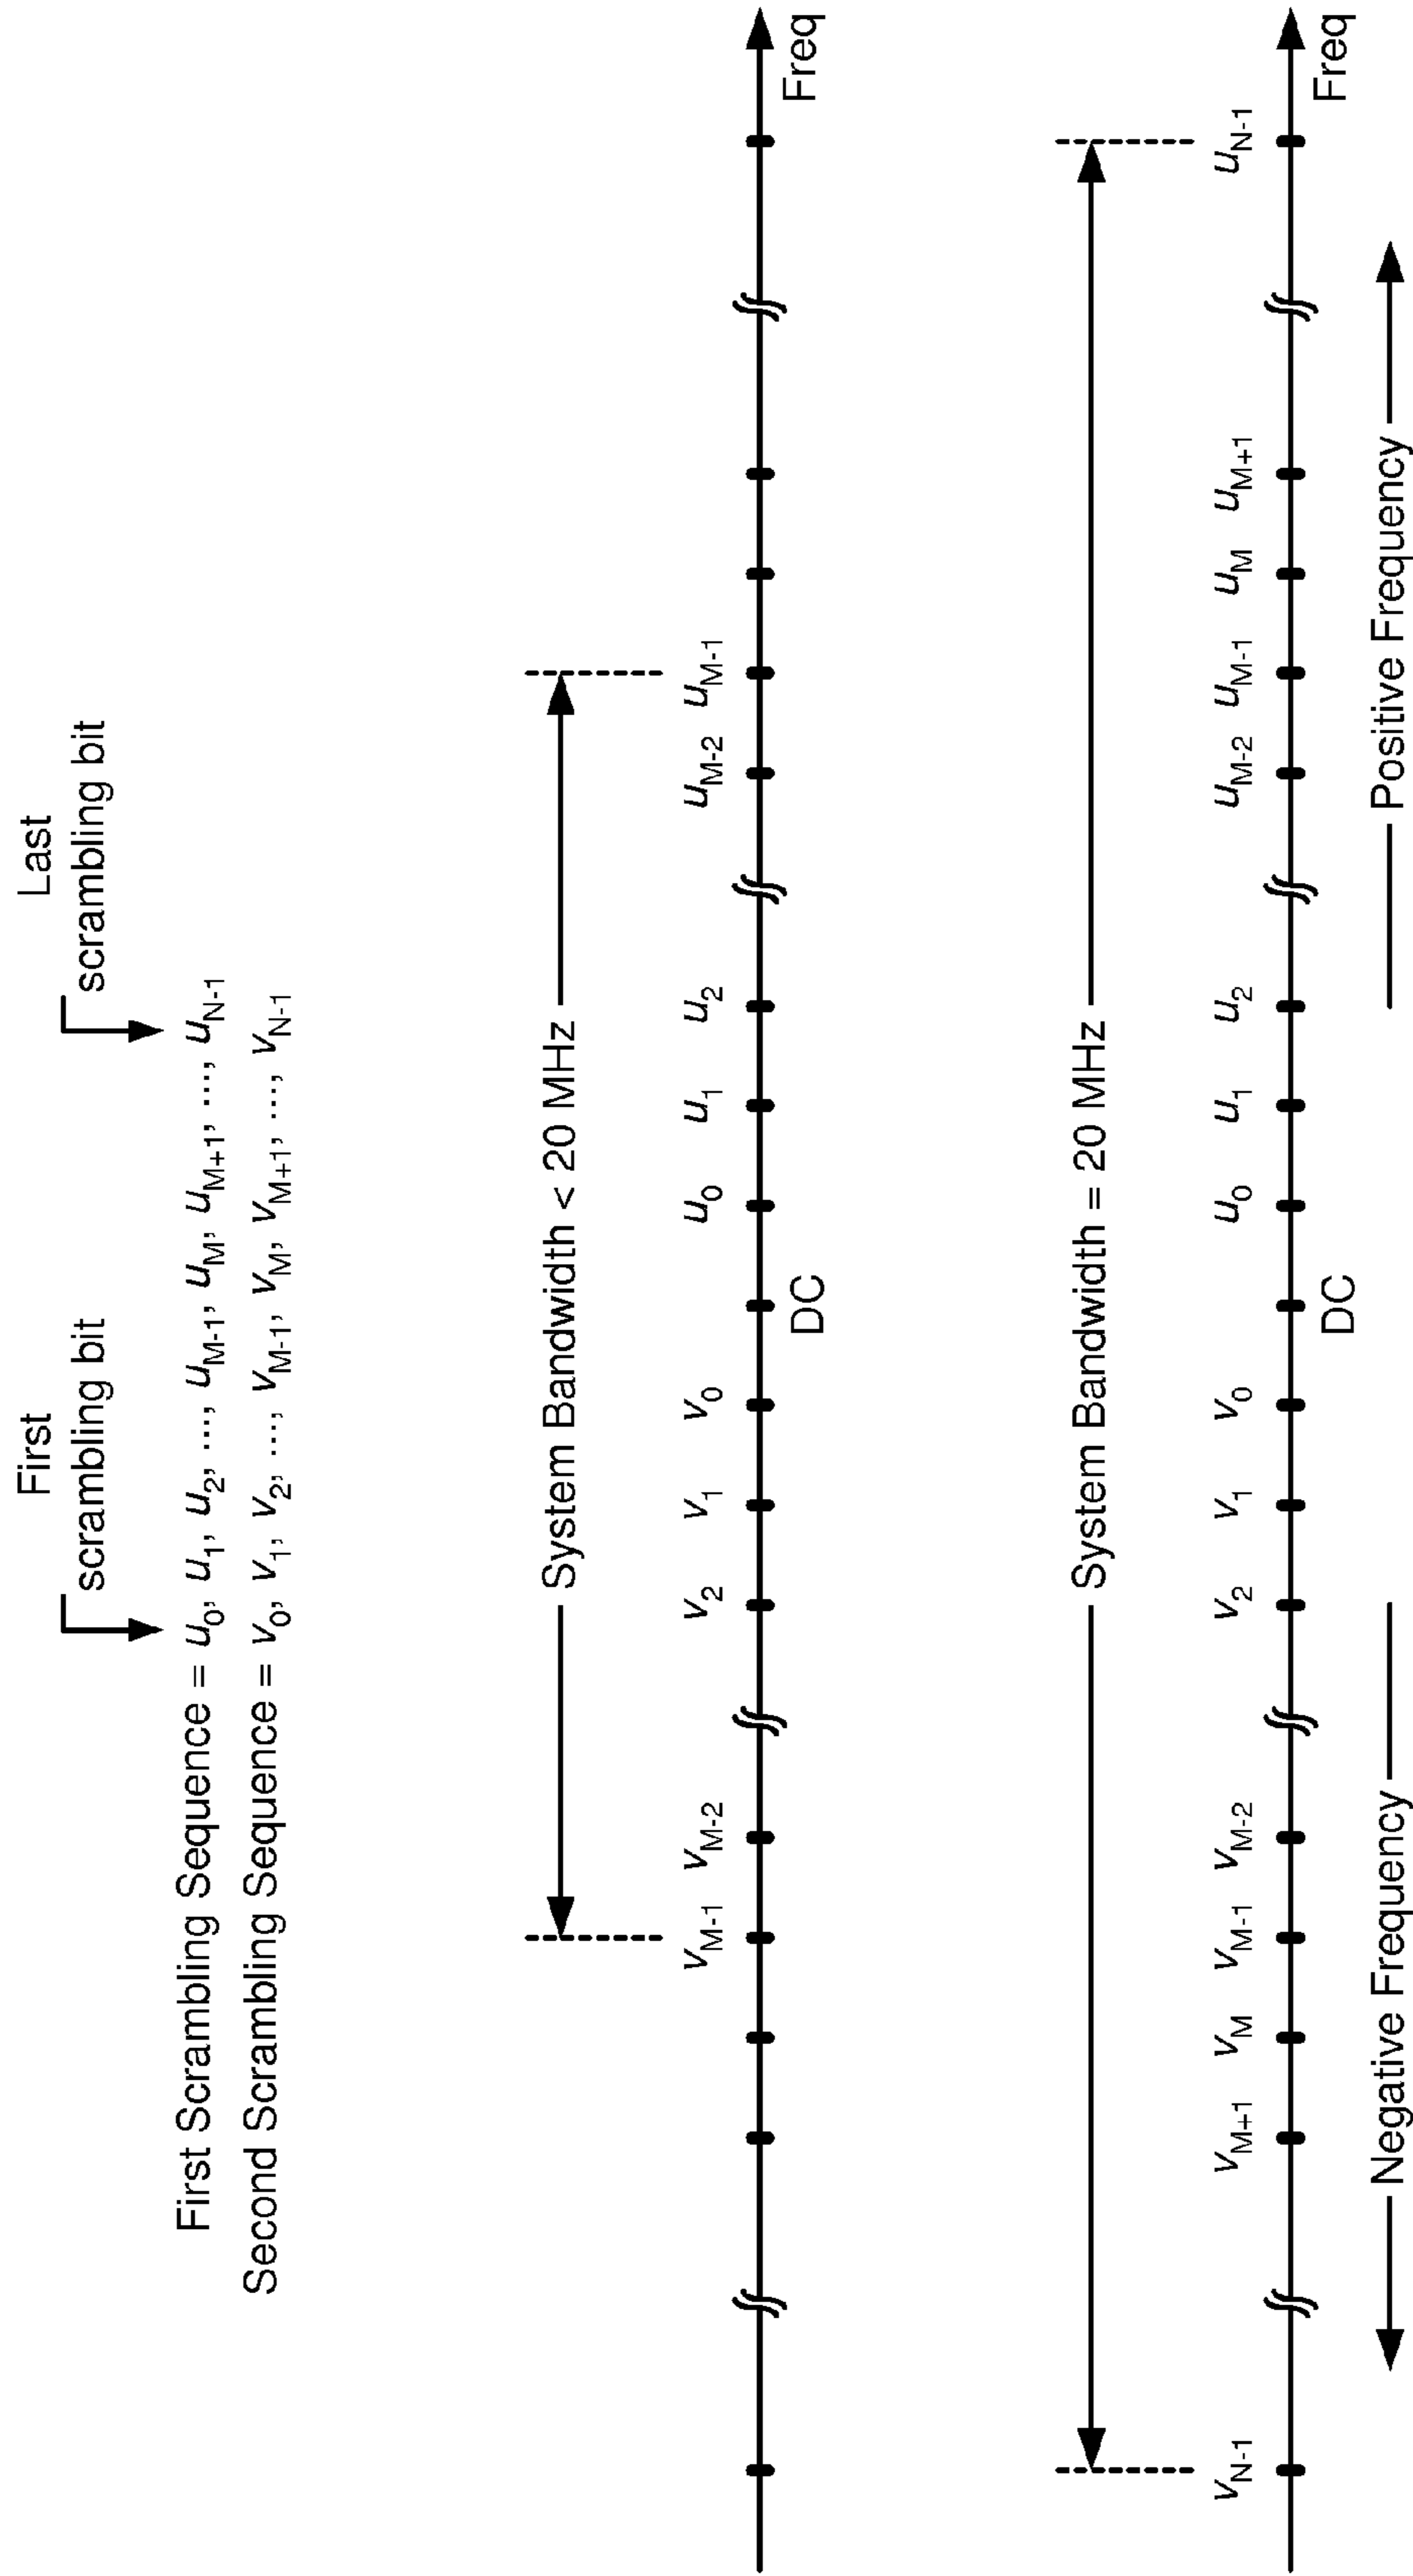 First
scrambling bit
Last
scrambling bit
First Scrambling Sequence = u0, u1, u2, ..., uM-1, uM, uM+1, ..., uN-1
Second Scrambling Sequence = v0, v1, v2, ..., vM-1, vM, vM+1, ..., vN-1
System Bandwidth < 20 MHz
vM-1 vM-2 v2 v1 v0 u0 u1 u2 uM-2 uM-1
DC Freq
System Bandwidth = 20 MHz
vN-1 vM+1 vM vM-1 vM-2 v2 v1 v0 u0 u1 u2 uM-2 uM-1 uM uM+1 uN-1
DC Freq
Negative Frequency Positive Frequency